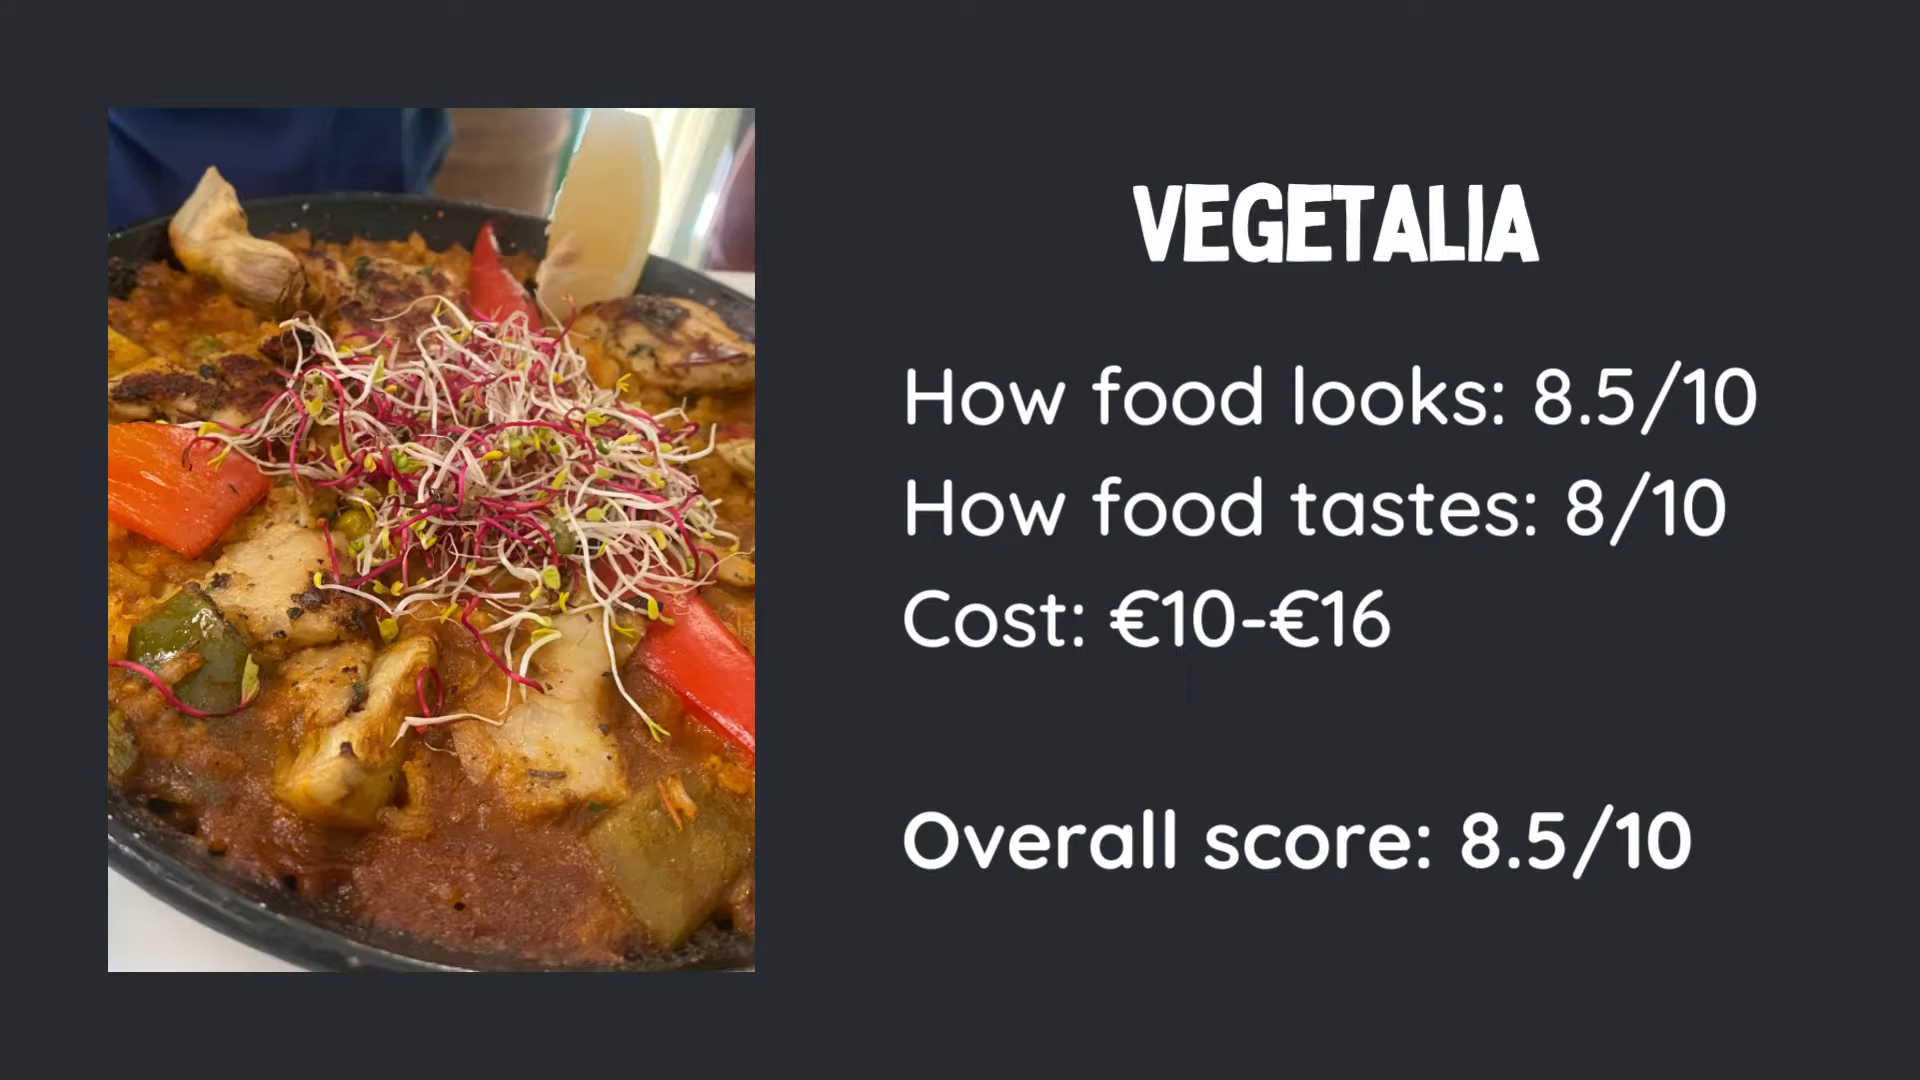 VEGETALIA
How food looks: 8.5/10
How food tastes: 8/10
Cost: €10-€16
Overall score: 8.5/10